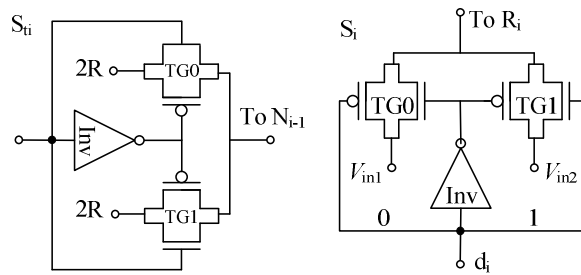 S_ti
2R
TG0
Inv
To N_i-1
2R
TG1
S_i
To R_i
TG0
TG1
V_in1
V_in2
Inv
0
1
d_i